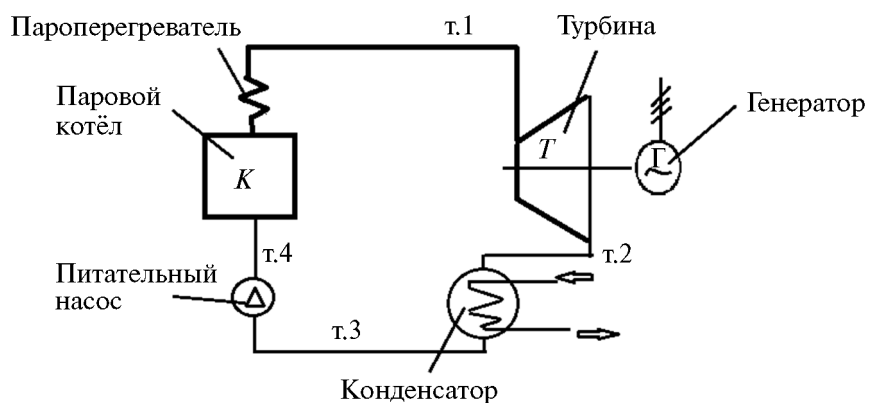 Пароперегреватель
т.1
Турбина
Паровой
котёл
Генератор
К
Т
Г
т.4
т.2
Питательный
насос
т.3
Конденсатор